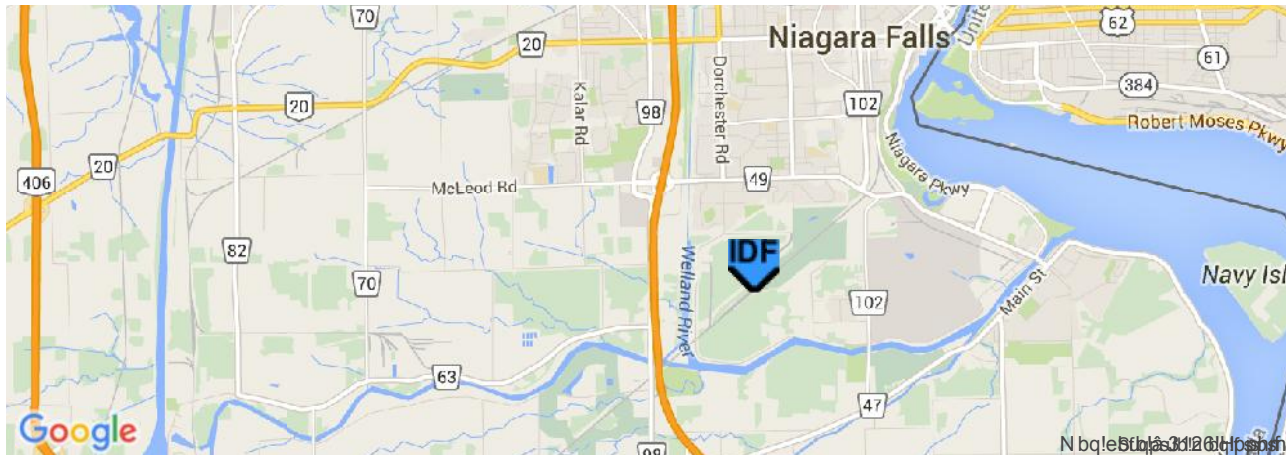 70
62
Niagara Falls
United
20
61
Kalar Rd
Dorchester Rd
384
98
102
20
Robert Moses Pkwy
20
406
McLeod Rd
49
Niagara Pkwy
82
IDF
70
Welland River
102
Main St
Navy Isl
63
47
Google
98